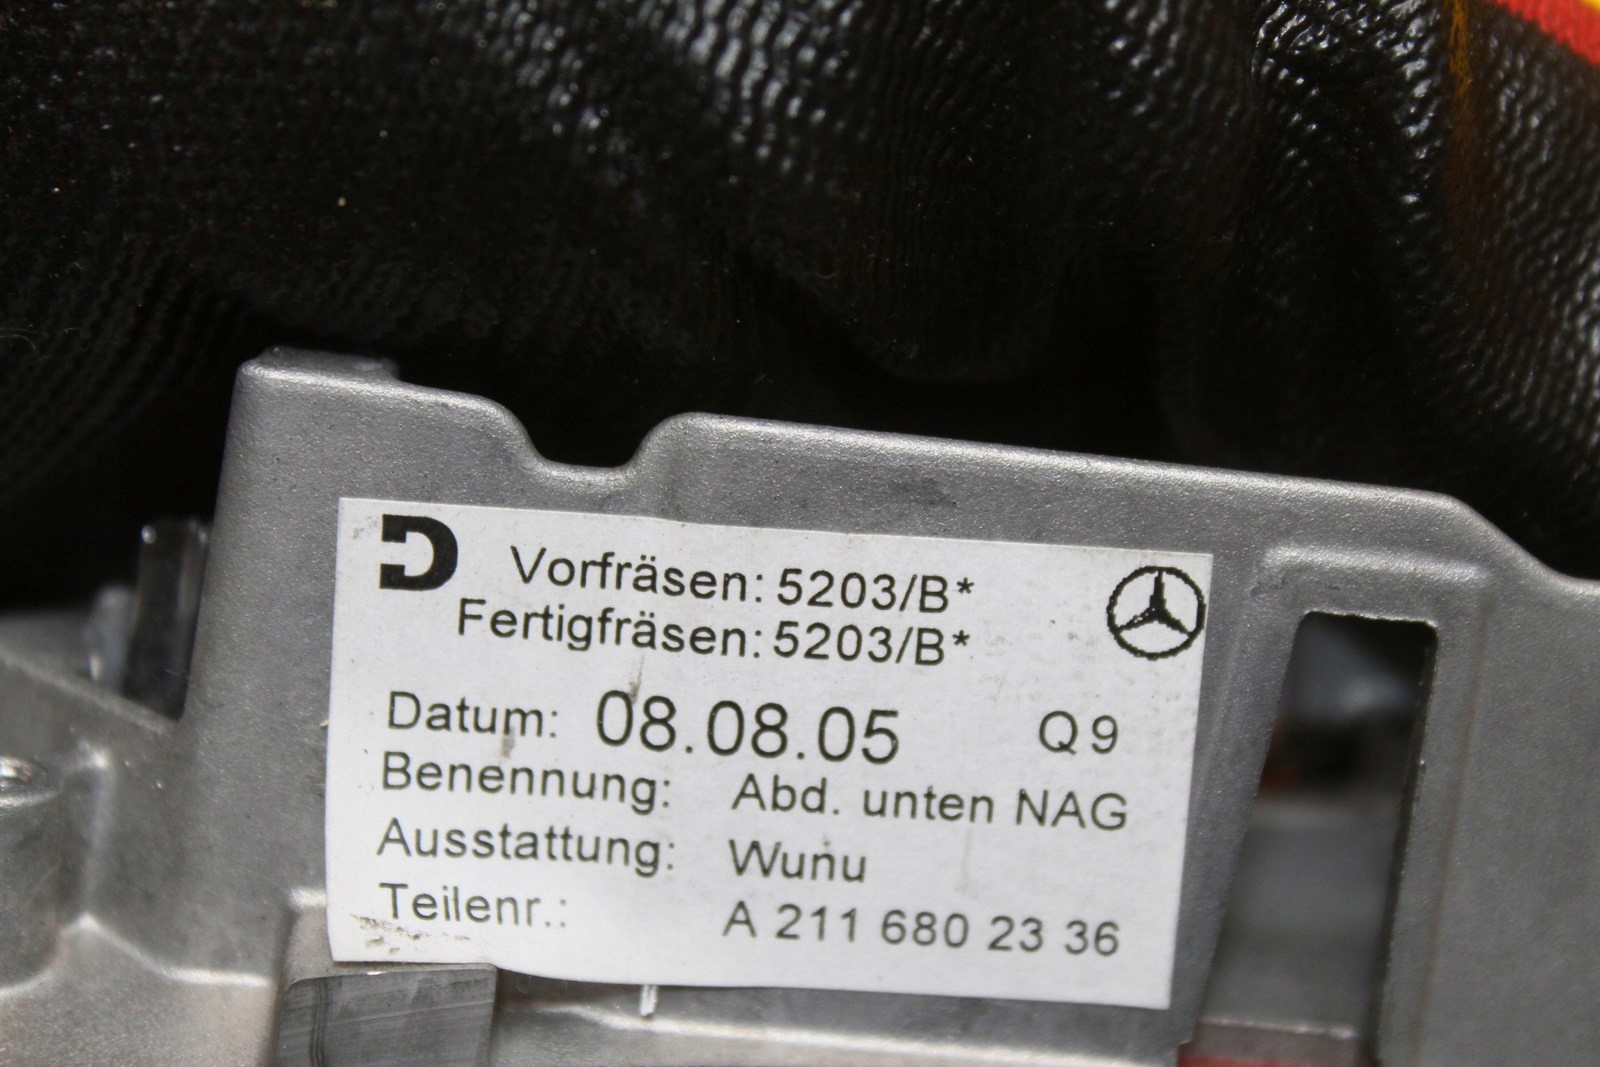 D Vorfräsen: 5203/B*
Fertigfräsen: 5203/B*
Datum: 08.08.05 Q9
Benennung: Abd. unten NAG
Ausstattung: Wunu
Teilenr.: A 211 680 23 36